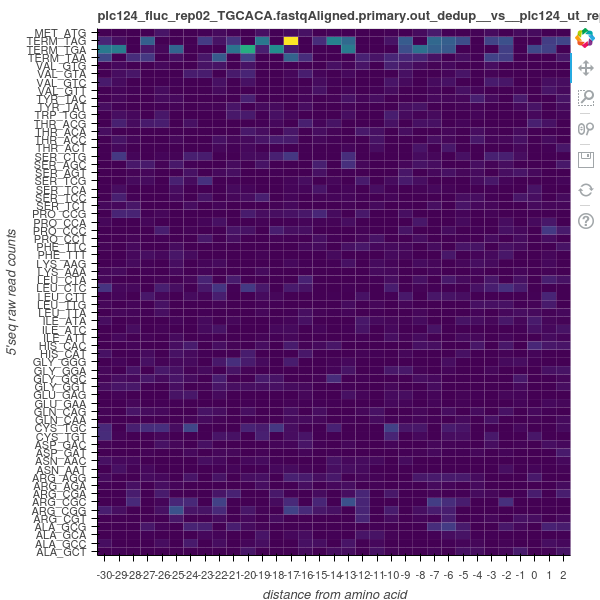 plc124_fluc_rep02_TGCACA.fastqAligned.primary.out_dedup__vs__plc124_ut_rep
MET_ATG
TERM_TAG
TERM_TGA
TERM_TAA
VAL_GTG
VAL_GTA
VAL_GTC
VAL_GTT
TYR_TAC
TYR_TAT
TRP_TGG
THR_ACG
THR_ACA
THR_ACC
THR_ACT
SER_CTG
SER_AGC
SER_AGT
SER_TCG
SER_TCA
SER_TCC
SER_TCT
PRO_CCG
PRO_CCA
PRO_CCC
PRO_CCT
PHE_TTC
PHE_TTT
LYS_AAG
LYS_AAA
LEU_CTA
LEU_CTC
LEU_CTT
LEU_TTG
LEU_TTA
ILE_ATA
ILE_ATC
ILE_ATT
HIS_CAC
HIS_CAT
GLY_GGG
GLY_GGA
GLY_GGC
GLY_GGT
GLU_GAG
GLU_GAA
GLN_CAG
GLN_CAA
CYS_TGC
CYS_TGT
ASP_GAC
ASP_GAT
ASN_AAC
ASN_AAT
ARG_AGG
ARG_AGA
ARG_CGA
ARG_CGC
ARG_CGG
ARG_CGT
ALA_GCG
ALA_GCA
ALA_GCC
ALA_GCT
5'seq raw read counts
-30 -29 -28 -27 -26 -25 -24 -23 -22 -21 -20 -19 -18 -17 -16 -15 -14 -13 -12 -11 -10 -9 -8 -7 -6 -5 -4 -3 -2 -1 0 1 2
distance from amino acid